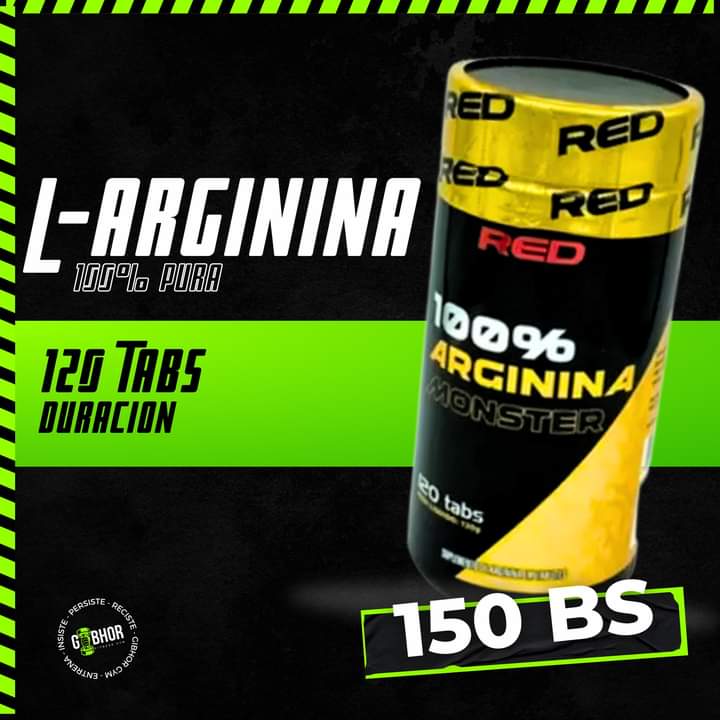 L-ARGININA
100% PURA
120 TABS
DURACION
RED
RED
RED
RED
RED
100%
ARGININA
MONSTER
120 tabs
150 BS
GIBHOR
- INSISTE - PERSISTE - RECISTE - GIBHOR GYM - ENTRENA